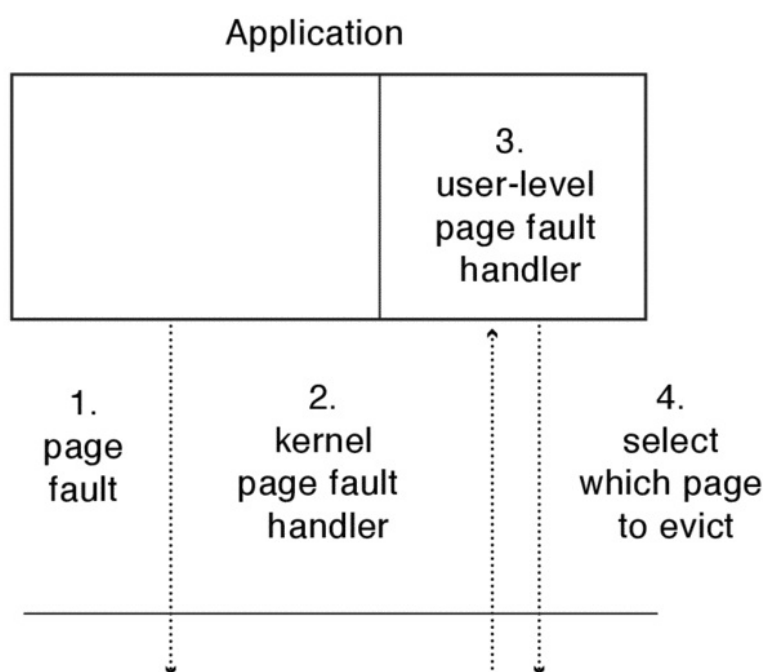 Application
3.
user-level
page fault
handler
1.
page
fault
2.
kernel
page fault
handler
4.
select
which page
to evict